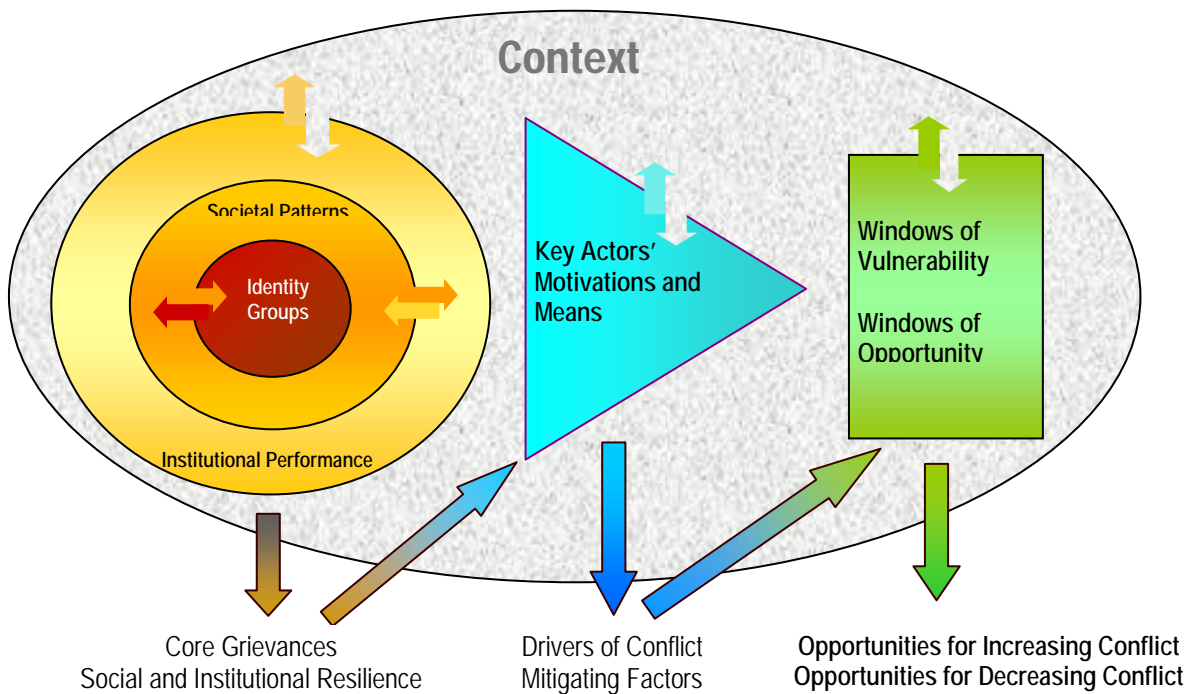 Context
Societal Patterns
Identity
Groups
Institutional Performance
Key Actors’
Motivations and
Means
Windows of
Vulnerability
Windows of
Opportunity
Core Grievances
Social and Institutional Resilience
Drivers of Conflict
Mitigating Factors
Opportunities for Increasing Conflict
Opportunities for Decreasing Conflict